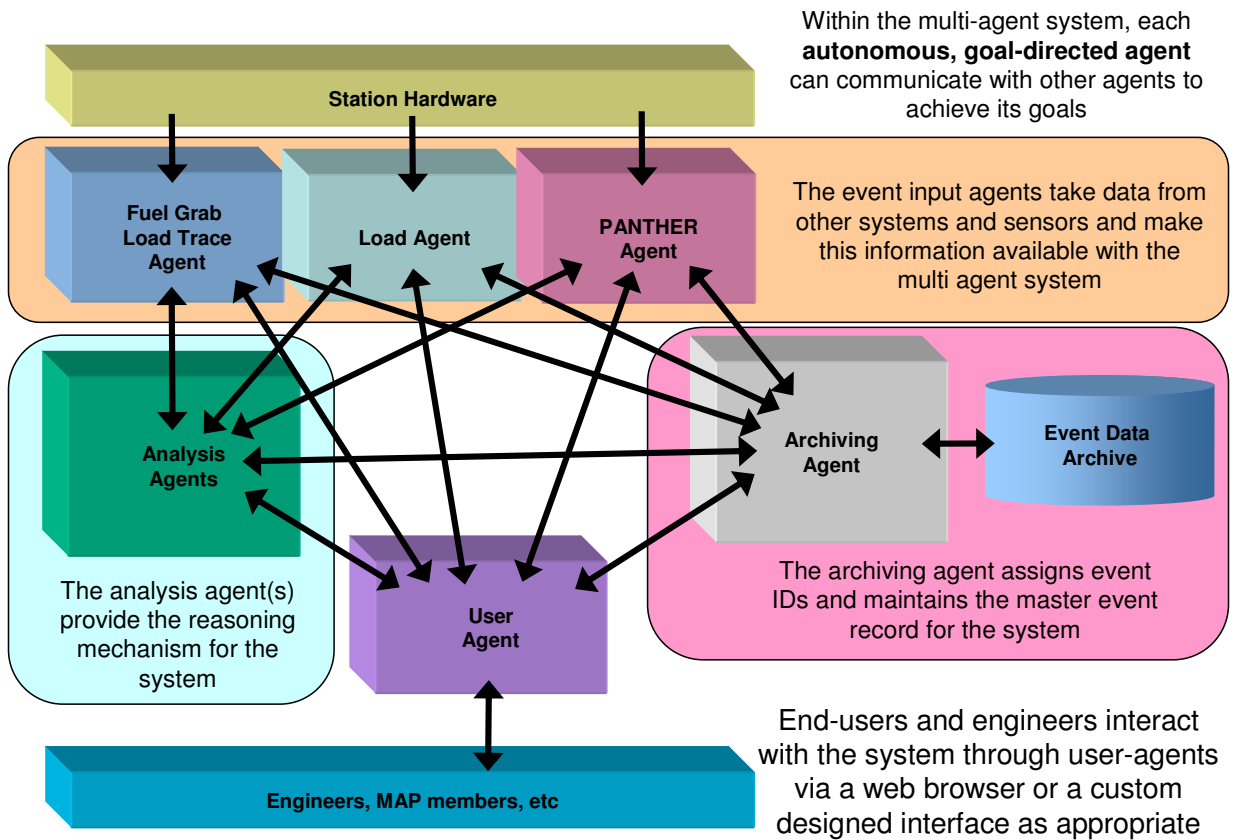 Within the multi-agent system, each
autonomous, goal-directed agent
can communicate with other agents to
achieve its goals
Station Hardware
Fuel Grab
Load Trace
Agent
Load Agent
PANTHER
Agent
The event input agents take data from
other systems and sensors and make
this information available with the
multi agent system
Analysis
Agents
The analysis agent(s)
provide the reasoning
mechanism for the
system
Archiving
Agent
Event Data
Archive
The archiving agent assigns event
IDs and maintains the master event
record for the system
User
Agent
Engineers, MAP members, etc
End-users and engineers interact
with the system through user-agents
via a web browser or a custom
designed interface as appropriate